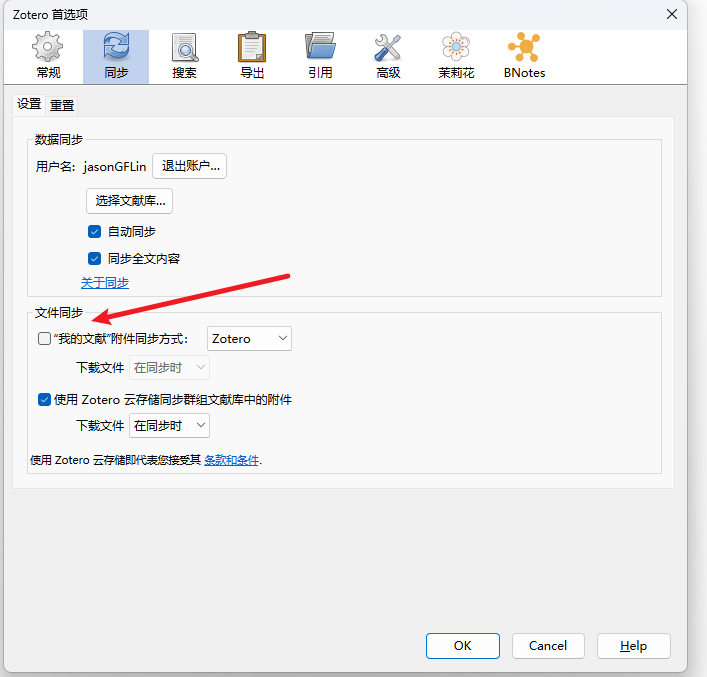 Zotero 首选项
常规 同步 搜索 导出 引用 高级 茉莉花 BNotes
设置 重置
数据同步
用户名: jasonGFLin 退出账户...
选择文献库...
自动同步
同步全文内容
关于同步
文件同步
“我的文献”附件同步方式: Zotero
下载文件 在同步时
使用 Zotero 云存储同步群组文献库中的附件
下载文件 在同步时
使用 Zotero 云存储即代表您接受其 条款和条件.
OK Cancel Help